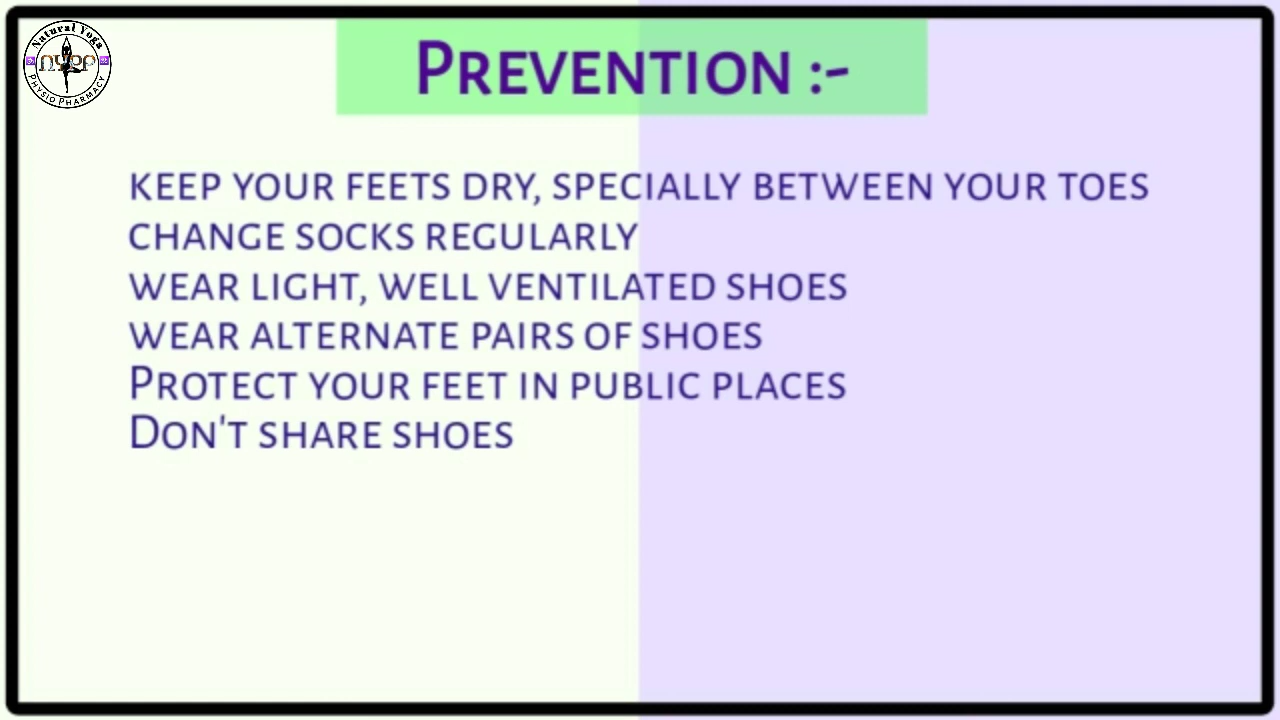 Natural Yoga
NYPP
PHYSIO PHARMACY
PREVENTION :-
KEEP YOUR FEETS DRY, SPECIALLY BETWEEN YOUR TOES
CHANGE SOCKS REGULARLY
WEAR LIGHT, WELL VENTILATED SHOES
WEAR ALTERNATE PAIRS OF SHOES
PROTECT YOUR FEET IN PUBLIC PLACES
DON'T SHARE SHOES